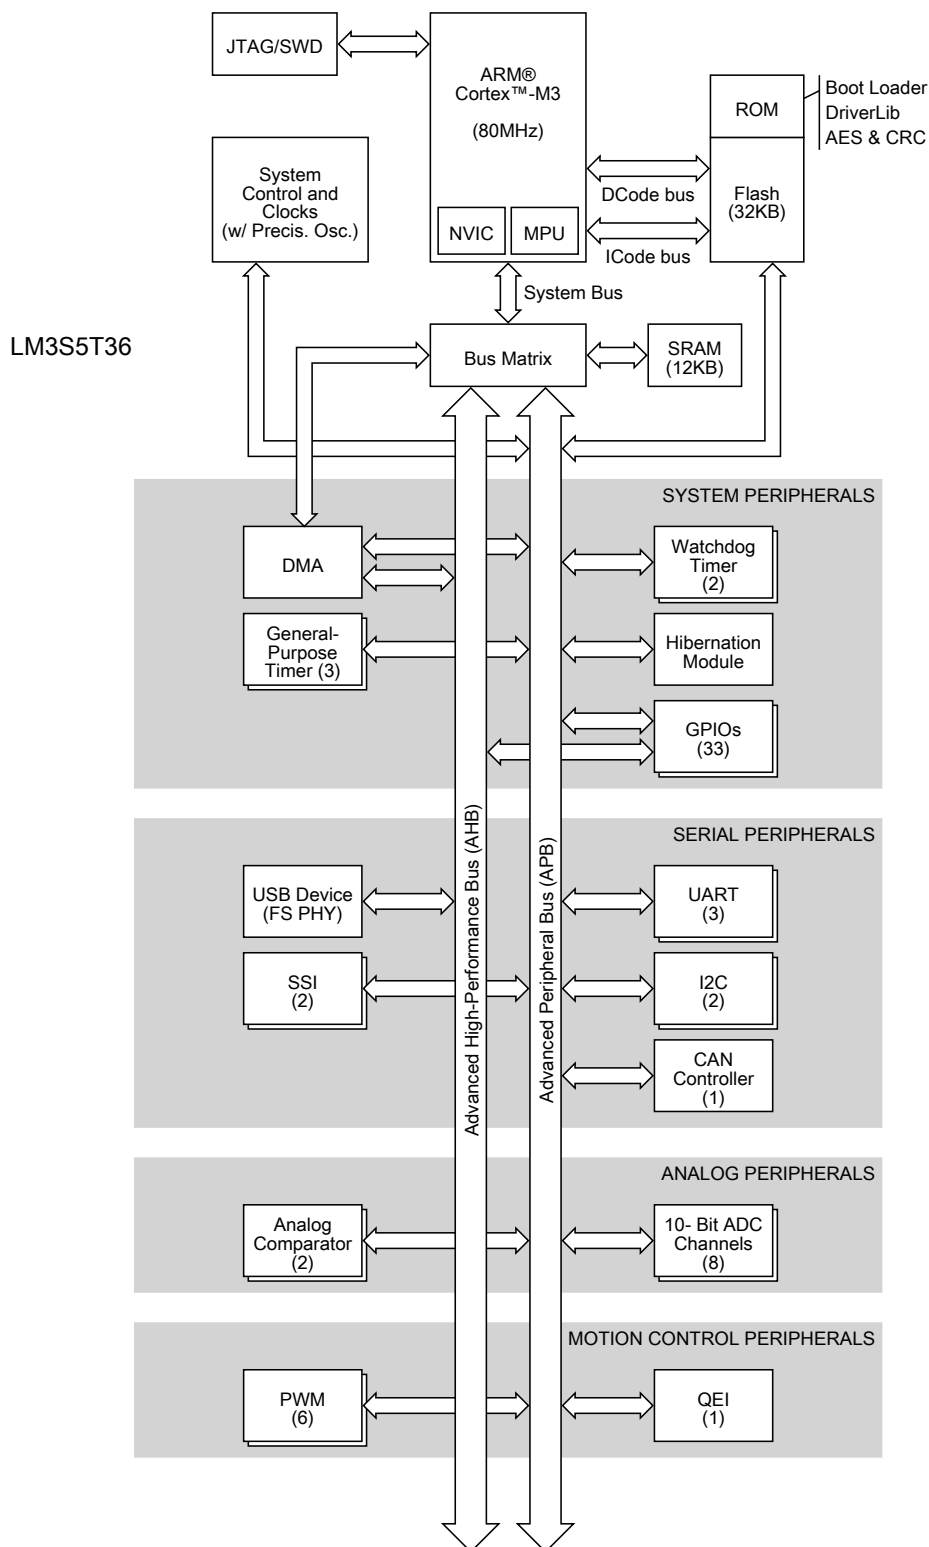 JTAG/SWD
ARM®
Cortex™-M3
(80MHz)
NVIC
MPU
ROM
Boot Loader
DriverLib
AES & CRC
Flash
(32KB)
DCode bus
ICode bus
System
Control and
Clocks
(w/ Precis. Osc.)
System Bus
LM3S5T36
Bus Matrix
SRAM
(12KB)
SYSTEM PERIPHERALS
DMA
Watchdog
Timer
(2)
General-
Purpose
Timer (3)
Hibernation
Module
GPIOs
(33)
Advanced High-Performance Bus (AHB)
Advanced Peripheral Bus (APB)
SERIAL PERIPHERALS
USB Device
(FS PHY)
UART
(3)
SSI
(2)
I2C
(2)
CAN
Controller
(1)
ANALOG PERIPHERALS
Analog
Comparator
(2)
10- Bit ADC
Channels
(8)
MOTION CONTROL PERIPHERALS
PWM
(6)
QEI
(1)